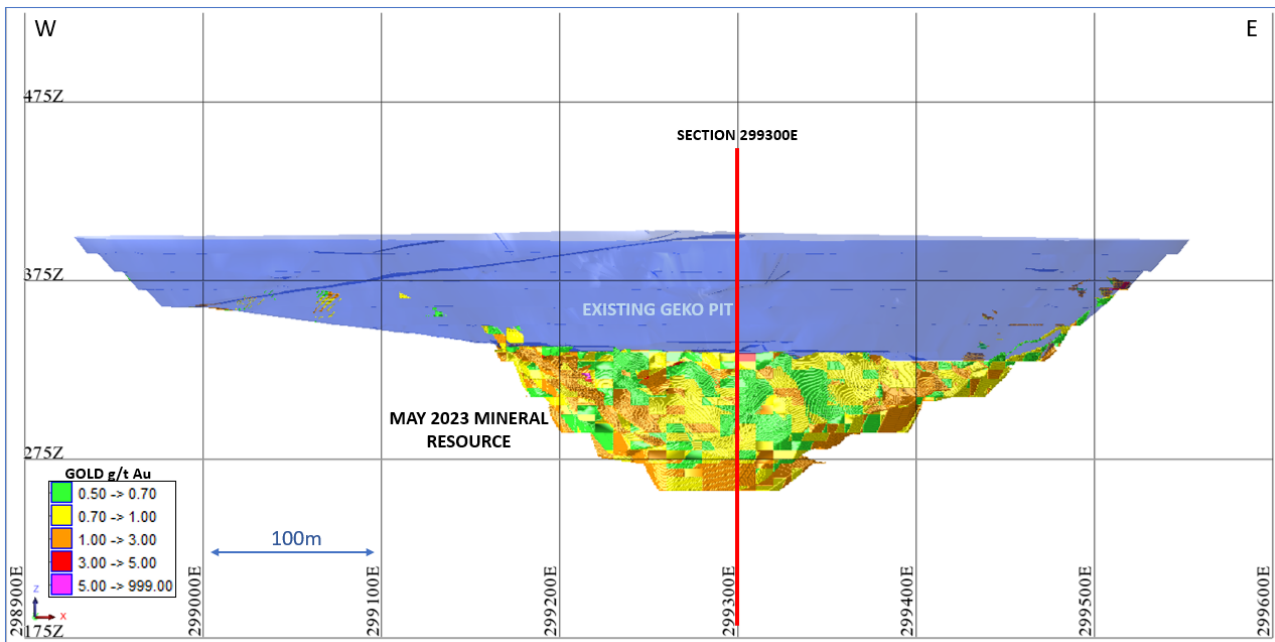 W
E
475Z
SECTION 299300E
375Z
EXISTING GEKO PIT
MAY 2023 MINERAL
RESOURCE
275Z
GOLD g/t Au
0.50 -> 0.70
0.70 -> 1.00
1.00 -> 3.00
3.00 -> 5.00
5.00 -> 999.00
100m
Z
X
175Z
298900E
299000E
299100E
299200E
299300E
299400E
299500E
299600E